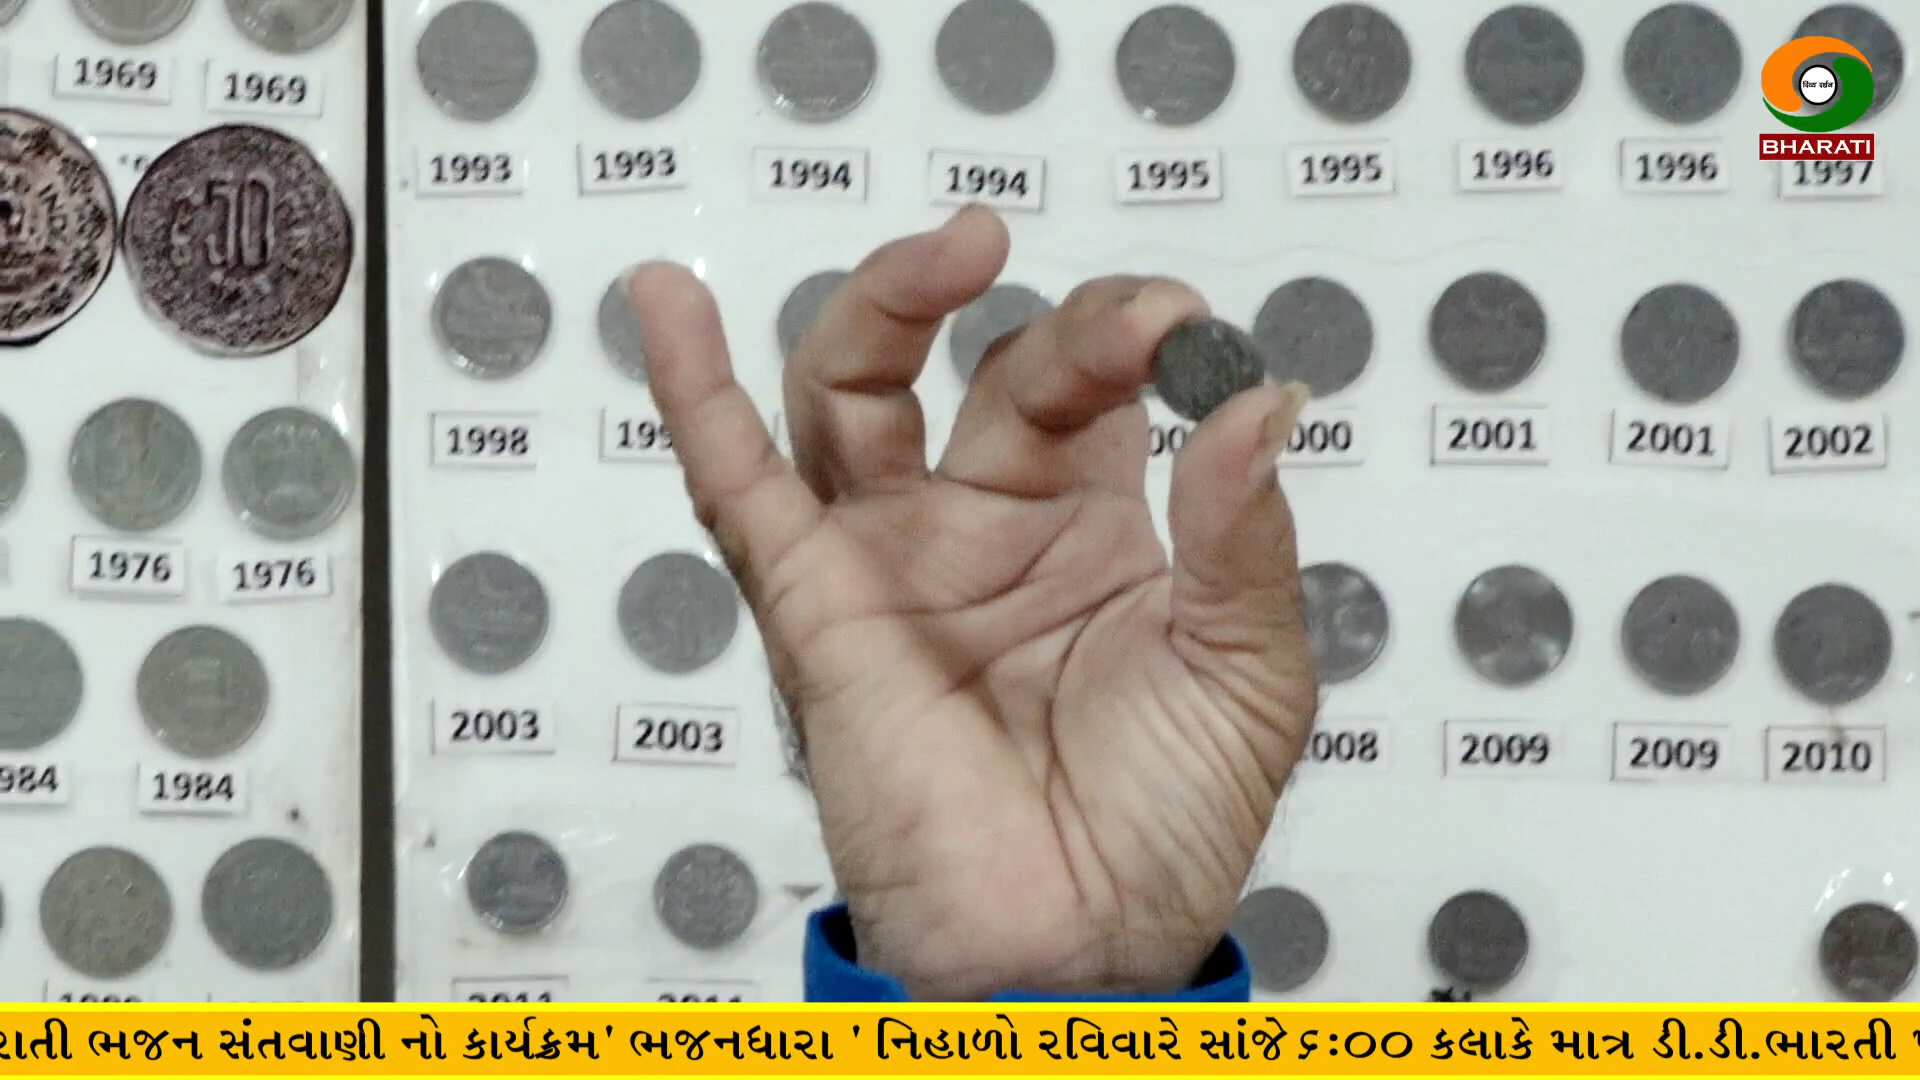 1969 1969
1993 1993 1994 1994 1995 1995 1996 1996 1997
BHARATI
50
1998 2001 2001 2002
1976 1976
2003 2003 2009 2009 2010
1984
ભજન સંતવાણી નો કાર્યક્રમ' ભજનધારા ' નિહાળો રવિવારે સાંજે ૬:૦૦ કલાકે માત્ર ડી.ડી.ભારતી